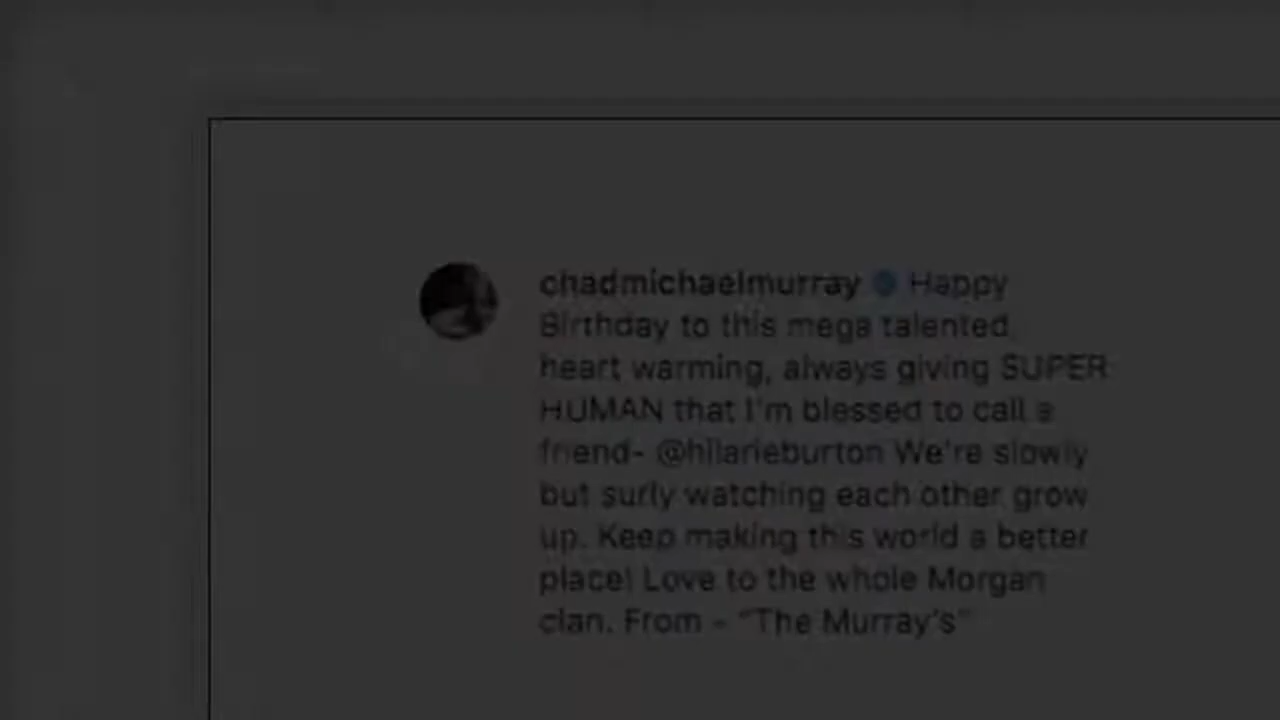 chadmichaelmurray Happy
Birthday to this mega talented,
heart warming, always giving SUPER
HUMAN that I'm blessed to call a
friend- @hilarieburton We're slowly
but surly watching each other grow
up. Keep making this world a better
place! Love to the whole Morgan
clan. From - "The Murray's"